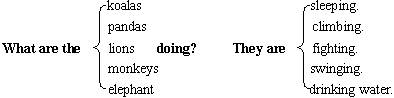 koalas sleeping.
pandas climbing.
What are the lions doing? They are fighting.
monkeys swinging.
elephant drinking water.